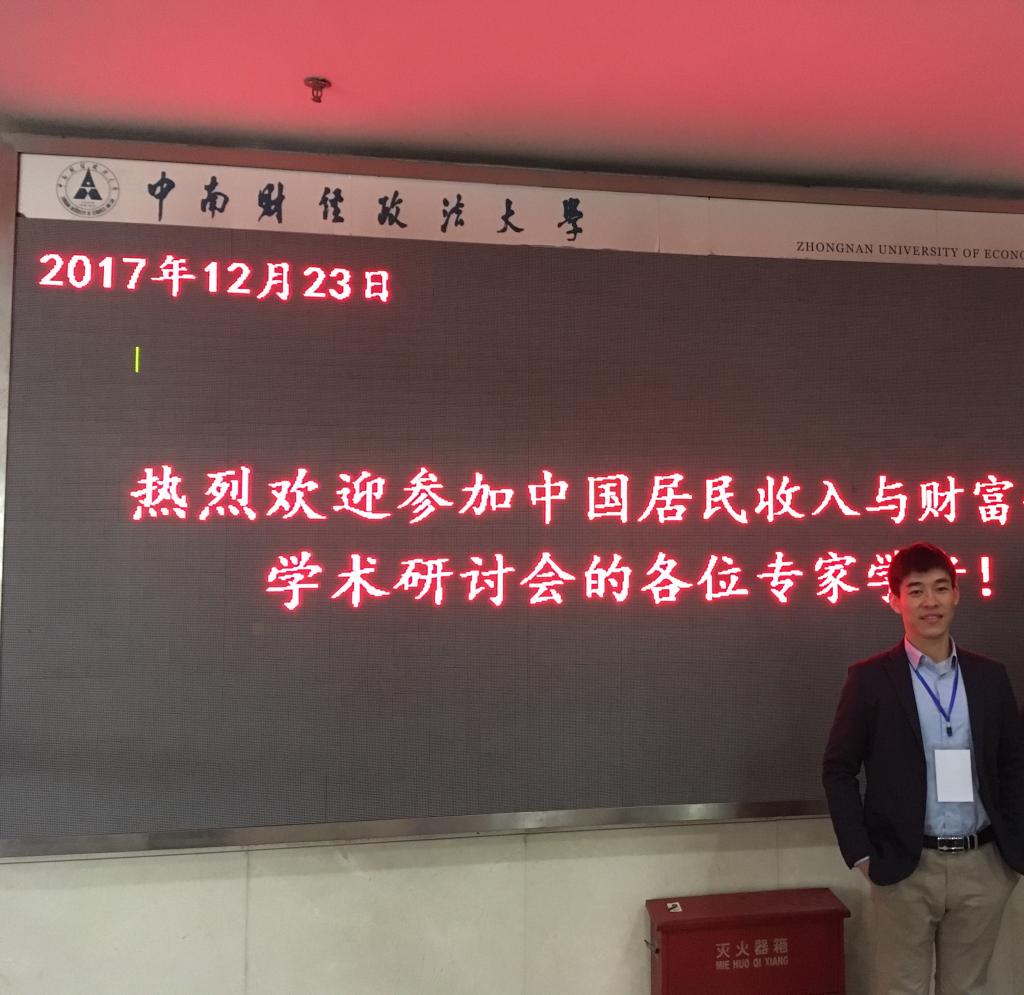 中南财经政法大學
ZHONGNAN UNIVERSITY OF ECONO
2017年12月23日
热烈欢迎参加中国居民收入与财富
学术研讨会的各位专家学!
灭火器箱
MIE HUO QI XIANG